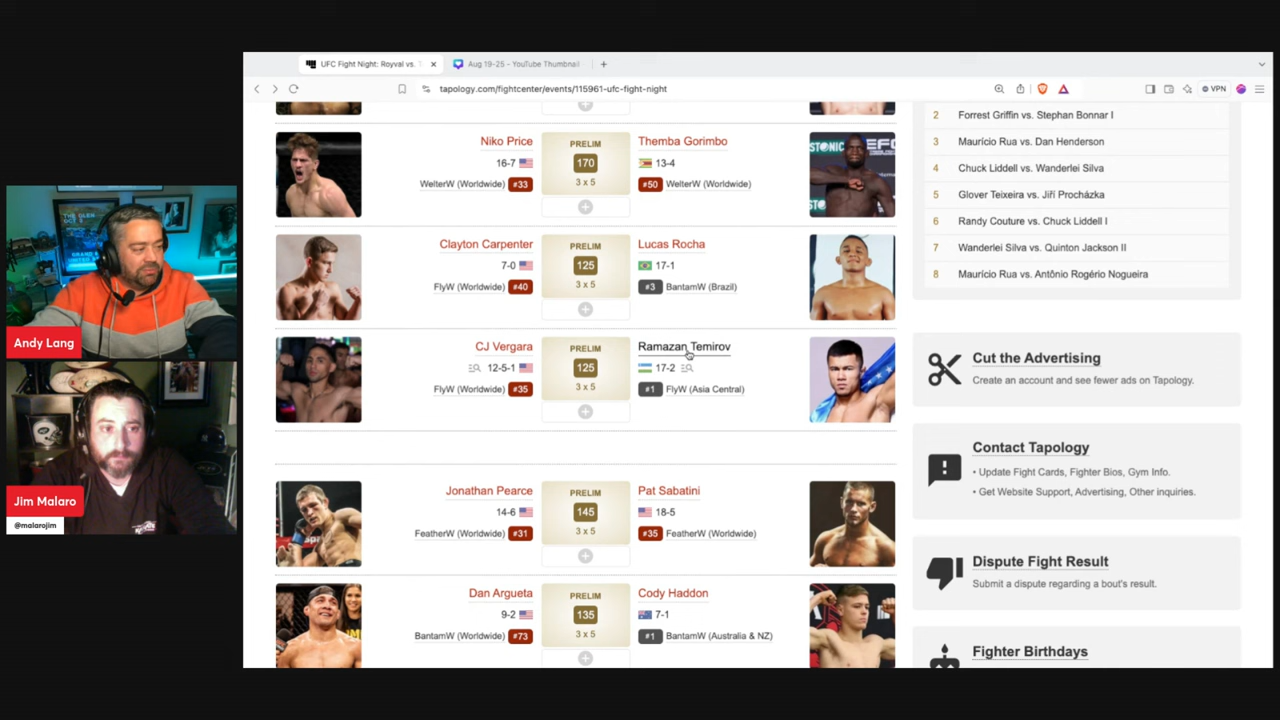 UFC Fight Night: Royval vs. T
Aug 19-25 - YouTube Thumbnail
tapology.com/fightcenter/events/115961-ufc-fight-night
VPN
Niko Price
16-7
WelterW (Worldwide) #33
PRELIM
170
3 x 5
Themba Gorimbo
13-4
#50 WelterW (Worldwide)
Clayton Carpenter
7-0
FlyW (Worldwide) #40
PRELIM
125
3 x 5
Lucas Rocha
17-1
#3 BantamW (Brazil)
CJ Vergara
12-5-1
FlyW (Worldwide) #35
PRELIM
125
3 x 5
Ramazan Temirov
17-2
#1 FlyW (Asia Central)
Jonathan Pearce
14-6
FeatherW (Worldwide) #31
PRELIM
145
3 x 5
Pat Sabatini
18-5
#35 FeatherW (Worldwide)
Dan Argueta
9-2
BantamW (Worldwide) #73
PRELIM
135
3 x 5
Cody Haddon
7-1
#1 BantamW (Australia & NZ)
2 Forrest Griffin vs. Stephan Bonnar I
3 Maurício Rua vs. Dan Henderson
4 Chuck Liddell vs. Wanderlei Silva
5 Glover Teixeira vs. Jiří Procházka
6 Randy Couture vs. Chuck Liddell I
7 Wanderlei Silva vs. Quinton Jackson II
8 Maurício Rua vs. Antônio Rogério Nogueira
Cut the Advertising
Create an account and see fewer ads on Tapology.
Contact Tapology
• Update Fight Cards, Fighter Bios, Gym Info.
• Get Website Support, Advertising, Other inquiries.
Dispute Fight Result
Submit a dispute regarding a bout's result.
Fighter Birthdays
Andy Lang
Jim Malaro
@malarojim